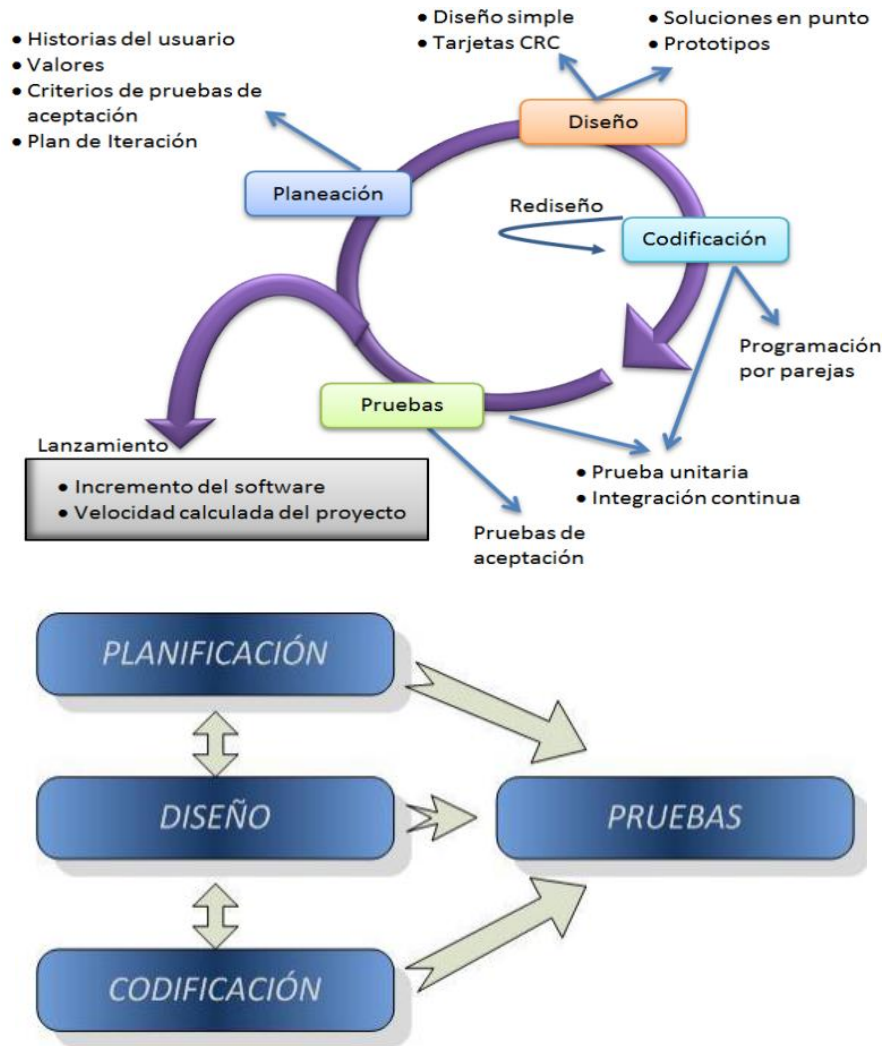 • Historias del usuario
• Valores
• Criterios de pruebas de
aceptación
• Plan de Iteración
• Diseño simple
• Tarjetas CRC
• Soluciones en punto
• Prototipos
Diseño
Planeación
Rediseño
Codificación
Programación
por parejas
Pruebas
• Prueba unitaria
• Integración continua
Pruebas de
aceptación
Lanzamiento
• Incremento del software
• Velocidad calculada del proyecto
PLANIFICACIÓN
DISEÑO
PRUEBAS
CODIFICACIÓN